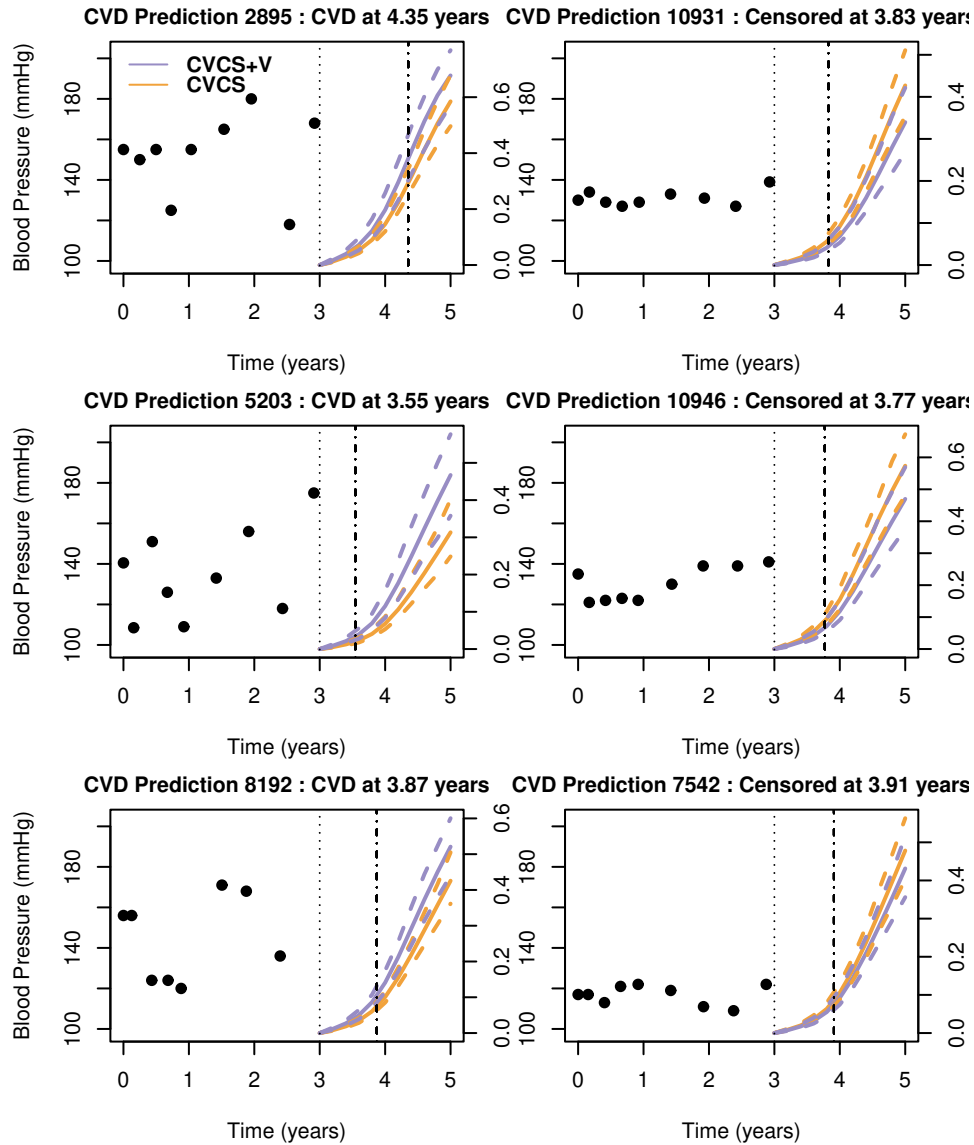 CVD Prediction 2895 : CVD at 4.35 years
CVD Prediction 10931 : Censored at 3.83 years
Blood Pressure (mmHg)
100 140 180
CVCS+V
CVCS
0.0 0.2 0.4 0.6
0 1 2 3 4 5
Time (years)
100 140 180
0.0 0.2 0.4
0 1 2 3 4 5
Time (years)
CVD Prediction 5203 : CVD at 3.55 years
CVD Prediction 10946 : Censored at 3.77 years
Blood Pressure (mmHg)
100 140 180
0.0 0.2 0.4
0 1 2 3 4 5
Time (years)
100 140 180
0.0 0.2 0.4 0.6
0 1 2 3 4 5
Time (years)
CVD Prediction 8192 : CVD at 3.87 years
CVD Prediction 7542 : Censored at 3.91 years
Blood Pressure (mmHg)
100 140 180
0.0 0.2 0.4 0.6
0 1 2 3 4 5
Time (years)
100 140 180
0.0 0.2 0.4
0 1 2 3 4 5
Time (years)